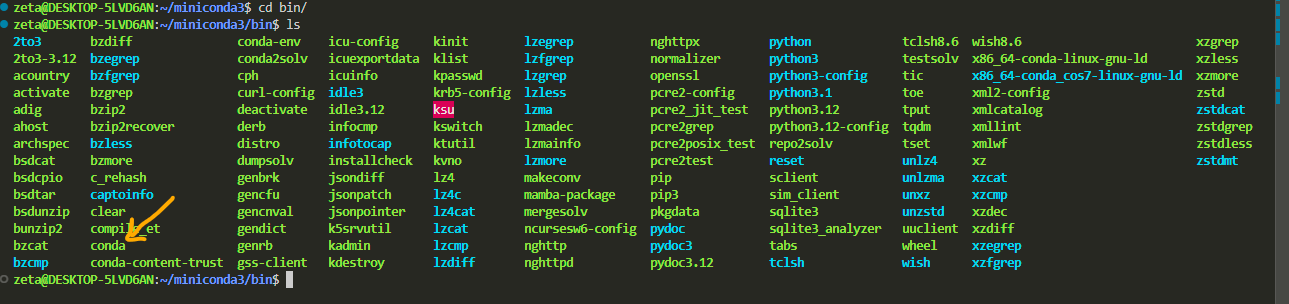 zeta@DESKTOP-5LVD6AN:~/miniconda3$ cd bin/
zeta@DESKTOP-5LVD6AN:~/miniconda3/bin$ ls
2to3 bzdiff conda-env icu-config kinit lzegrep nghttpx python tclsh8.6 wish8.6 xzgrep
2to3-3.12 bzegrep conda2solv icuexportdata klist lzfgrep normalizer python3 testsolv x86_64-conda-linux-gnu-ld xzless
acountry bzfgrep cph icuinfo kpasswd lzgrep openssl python3-config tic x86_64-conda_cos7-linux-gnu-ld xzmore
activate bzgrep curl-config idle3 krb5-config lzless pcre2-config python3.1 toe xml2-config zstd
adig bzip2 deactivate idle3.12 ksu lzma pcre2_jit_test python3.12 tput xmlcatalog zstdcat
ahost bzip2recover derb infocmp kswitch lzmadec pcre2grep python3.12-config tqdm xmllint zstdgrep
archspec bzless distro infotocap ktutil lzmainfo pcre2posix_test repo2solv tset xmlwf zstdless
bsdcat bzmore dumpsolv installcheck kvno lzmore pcre2test reset unlz4 xz zstdmt
bsdcpio c_rehash genbrk jsondiff lz4 makeconv pip sclient unlzma xzcat
bsdtar captoinfo gencfu jsonpatch lz4c mamba-package pip3 sim_client unxz xzcmp
bsdunzip clear gencnval jsonpointer lz4cat mergesolv pkgdata sqlite3 unzstd xzdec
bunzip2 compile_et gendict k5srvutil lzcat ncursesw6-config pydoc sqlite3_analyzer uuclient xzdiff
bzcat conda genrb kadmin lzcmp nghttp pydoc3 tabs wheel xzegrep
bzcmp conda-content-trust gss-client kdestroy lzdiff nghttpd pydoc3.12 tclsh wish xzfgrep
zeta@DESKTOP-5LVD6AN:~/miniconda3/bin$